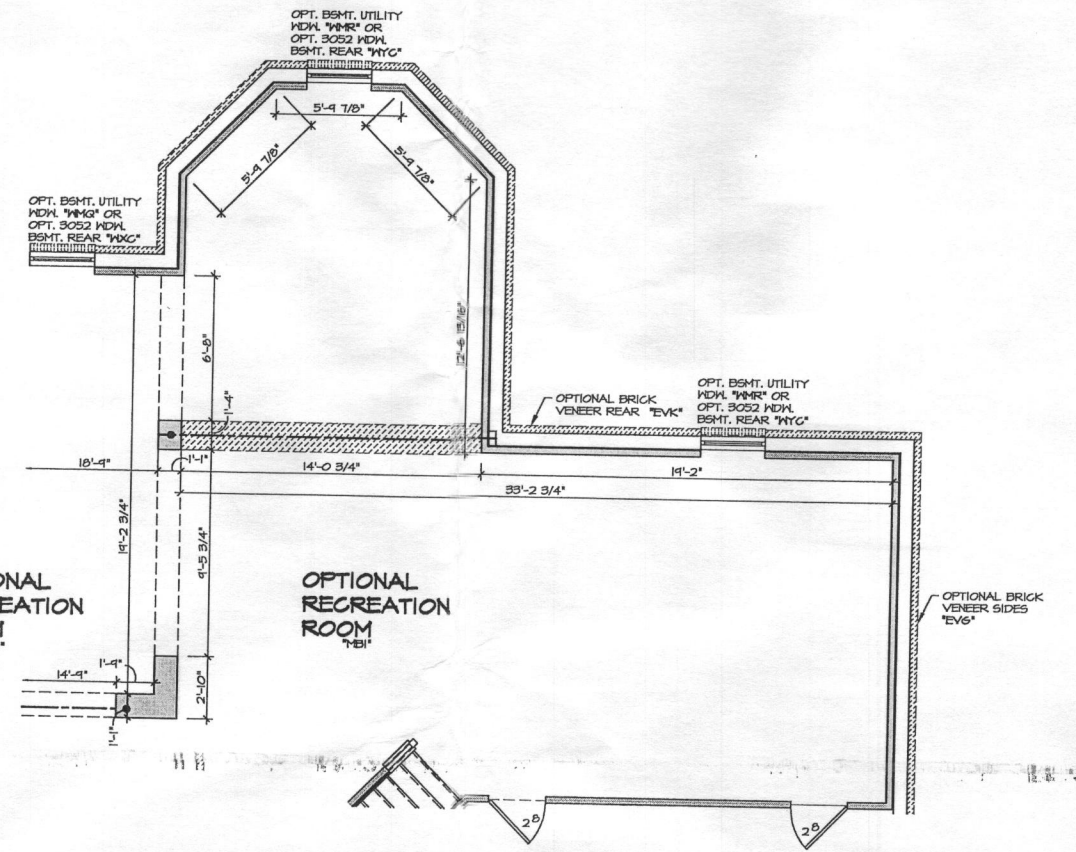 OPT. BSMT. UTILITY
WDW. "WMR" OR
OPT. 3052 WDW.
BSMT. REAR "WYC"
5'-9 7/8"
5'-9 7/8"
5'-9 7/8"
OPT. BSMT. UTILITY
WDW. "WMQ" OR
OPT. 3052 WDW.
BSMT. REAR "WXC"
6'-8"
12'-6 13/16"
1'-4"
OPTIONAL BRICK
VENEER REAR "EVK"
OPT. BSMT. UTILITY
WDW. "WMR" OR
OPT. 3052 WDW.
BSMT. REAR "WYC"
18'-9"
1'-1"
14'-0 3/4"
19'-2"
33'-2 3/4"
19'-2 3/4"
9'-5 3/4"
ONAL
EATION
OPTIONAL
RECREATION
ROOM
"MB1"
OPTIONAL BRICK
VENEER SIDES
"EVS"
1'-9"
14'-9"
2'-10"
1'-1"
28
28